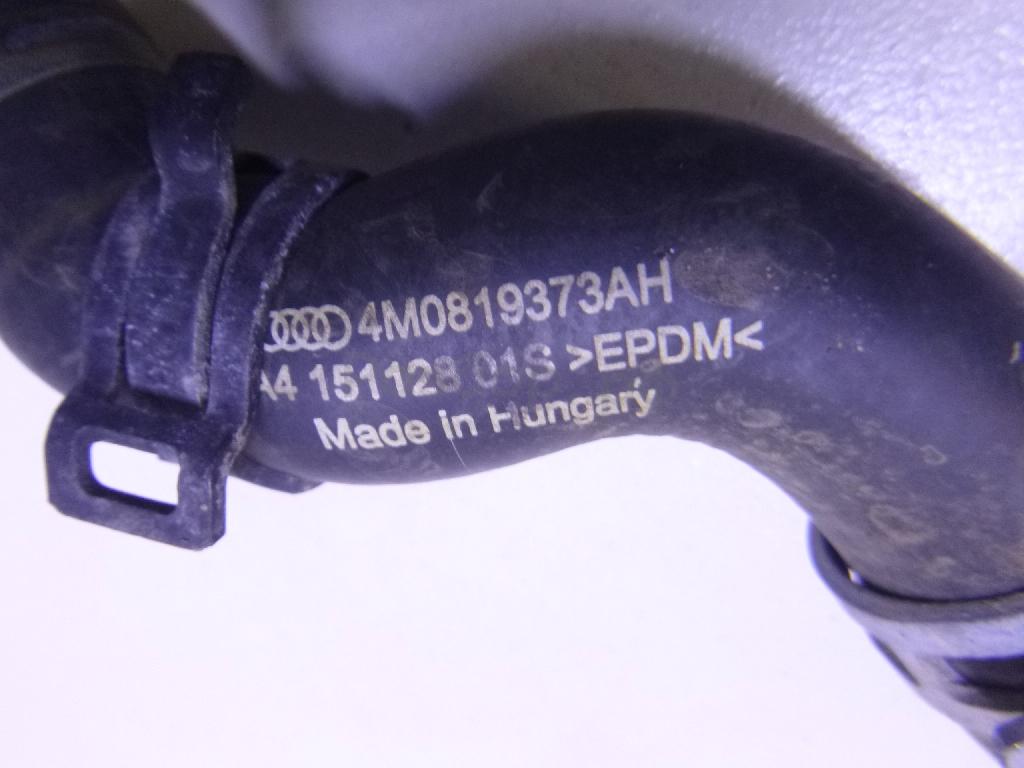 4M0819373AH
A4 151128 01S >EPDM<
Made in Hungary